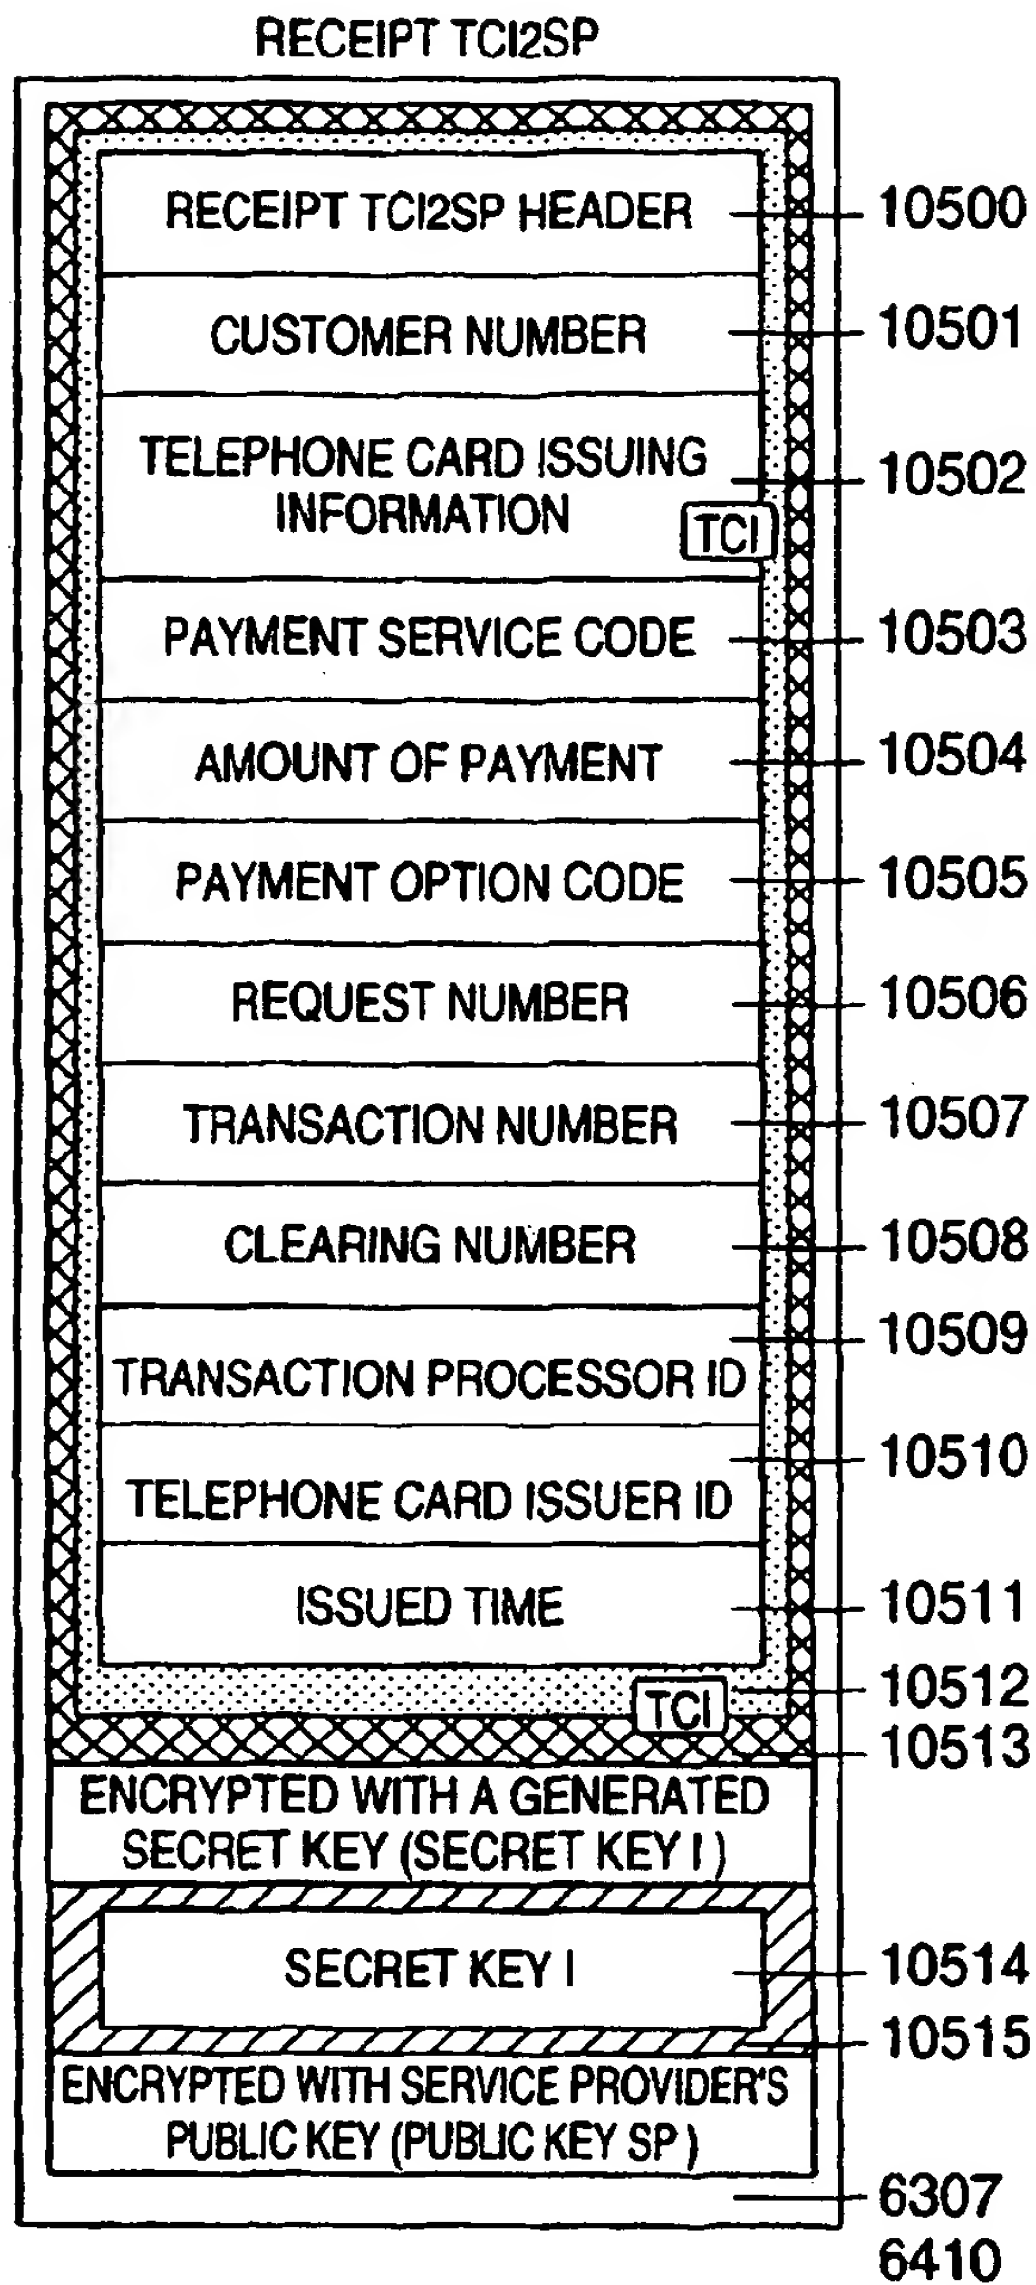 RECEIPT TCI2SP
RECEIPT TCI2SP HEADER 10500
CUSTOMER NUMBER 10501
TELEPHONE CARD ISSUING 10502
INFORMATION
TCI
PAYMENT SERVICE CODE 10503
AMOUNT OF PAYMENT 10504
PAYMENT OPTION CODE 10505
REQUEST NUMBER 10506
TRANSACTION NUMBER 10507
CLEARING NUMBER 10508
10509
TRANSACTION PROCESSOR ID
10510
TELEPHONE CARD ISSUER ID
ISSUED TIME 10511
TCI 10512
10513
ENCRYPTED WITH A GENERATED
SECRET KEY (SECRET KEY I)
SECRET KEY I 10514
10515
ENCRYPTED WITH SERVICE PROVIDER'S
PUBLIC KEY (PUBLIC KEY SP)
6307
6410